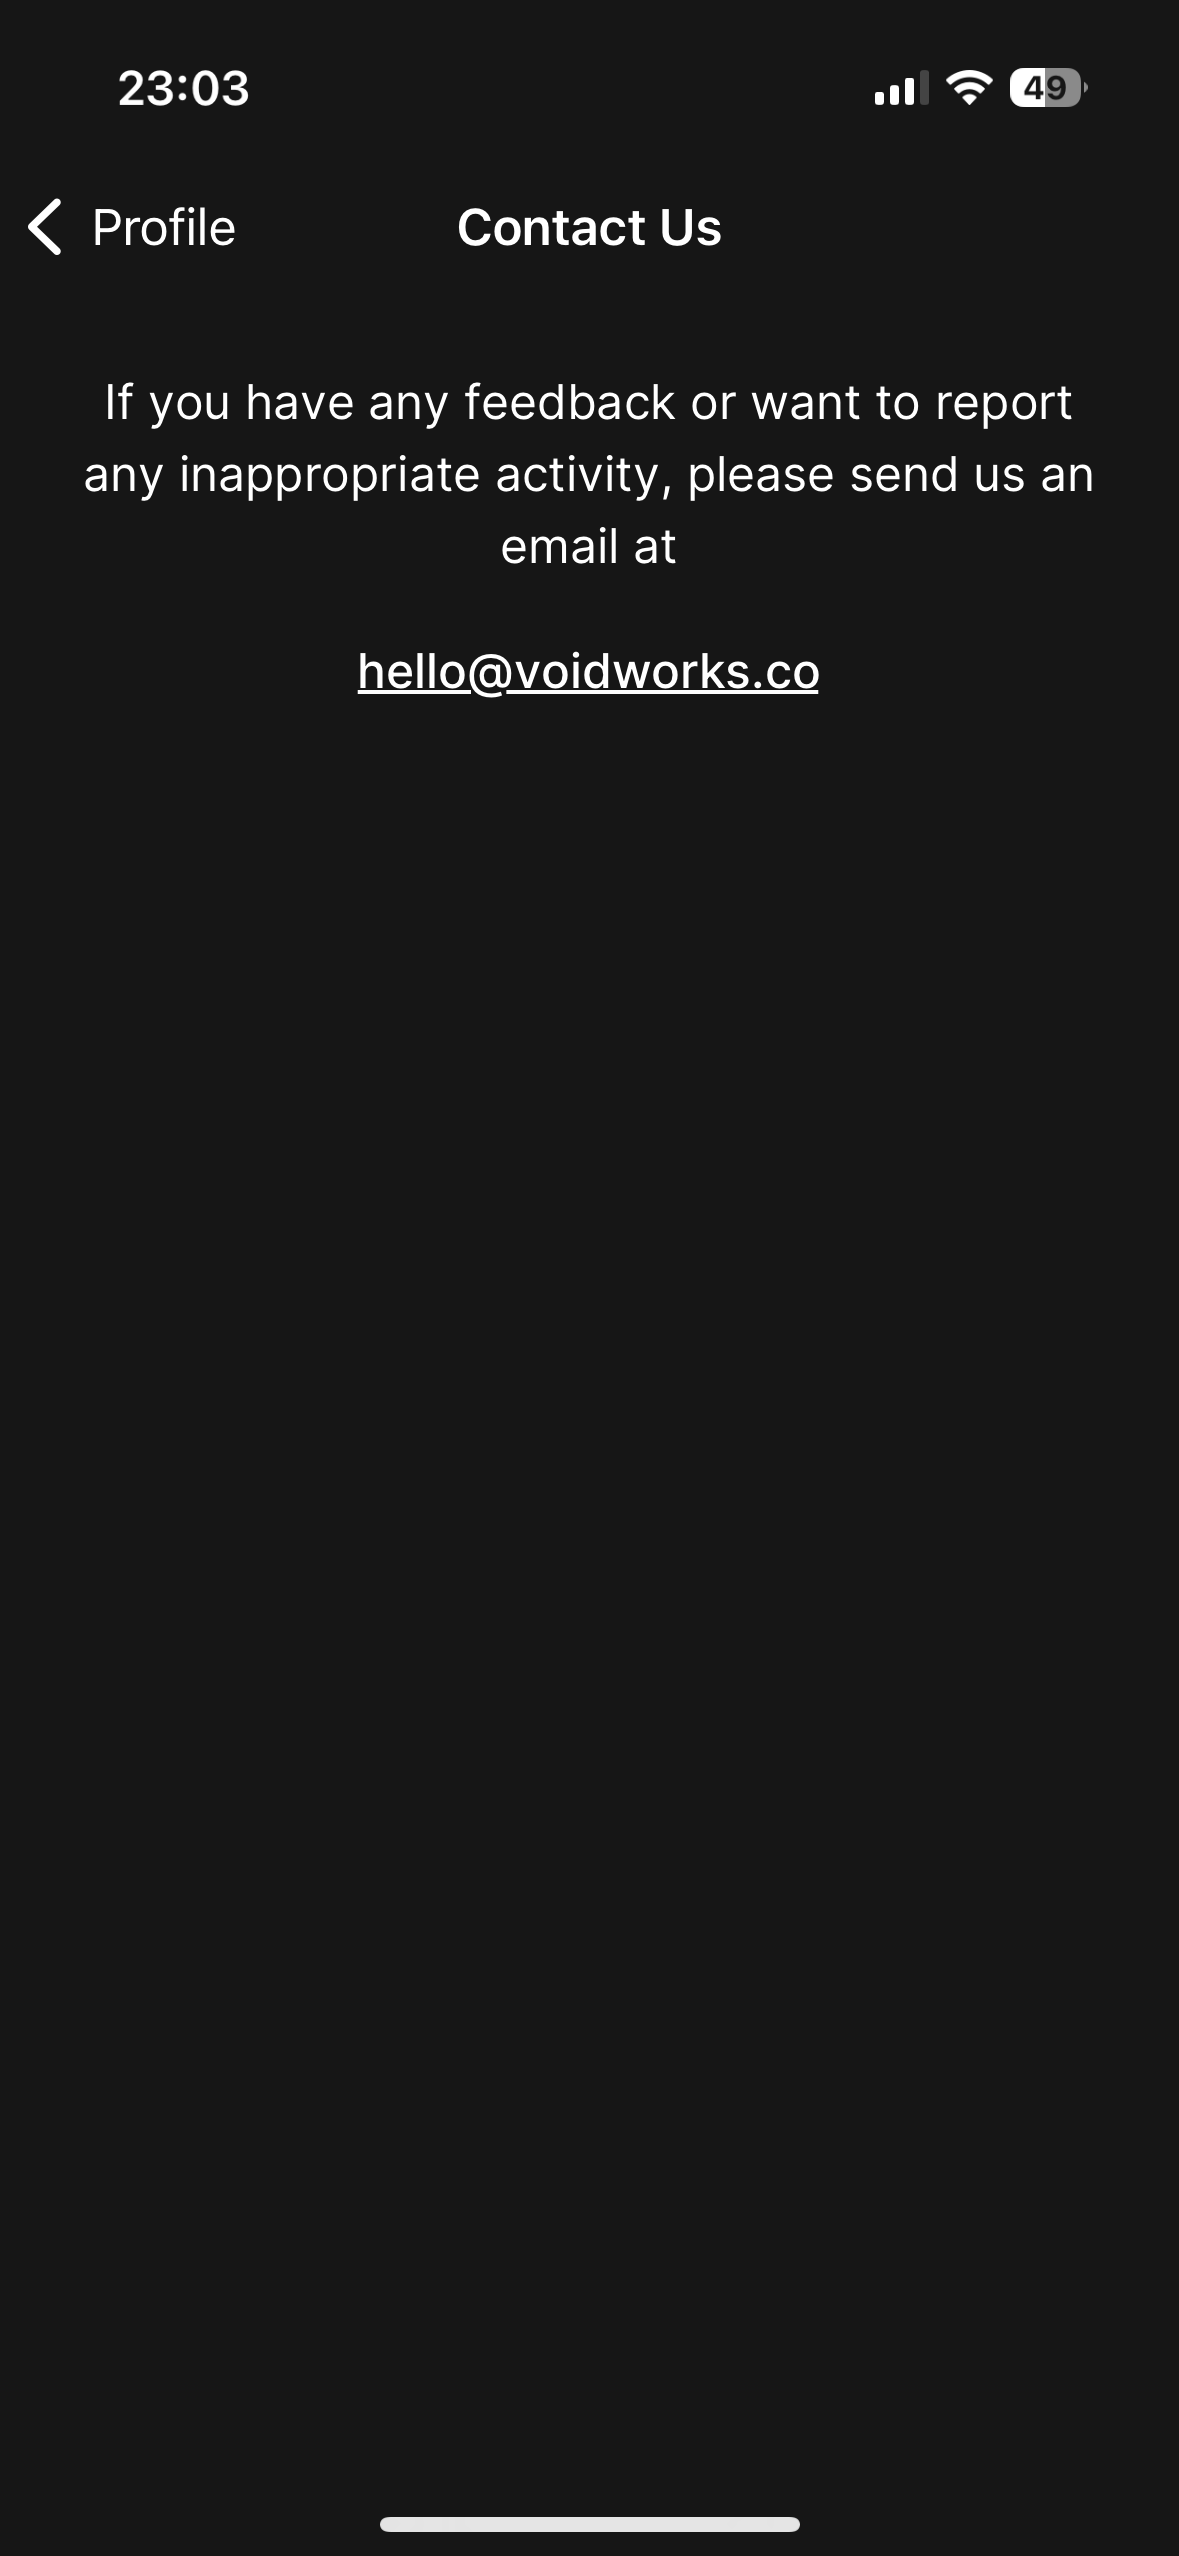 23:03
49
Profile
Contact Us
If you have any feedback or want to report
any inappropriate activity, please send us an
email at
hello@voidworks.co